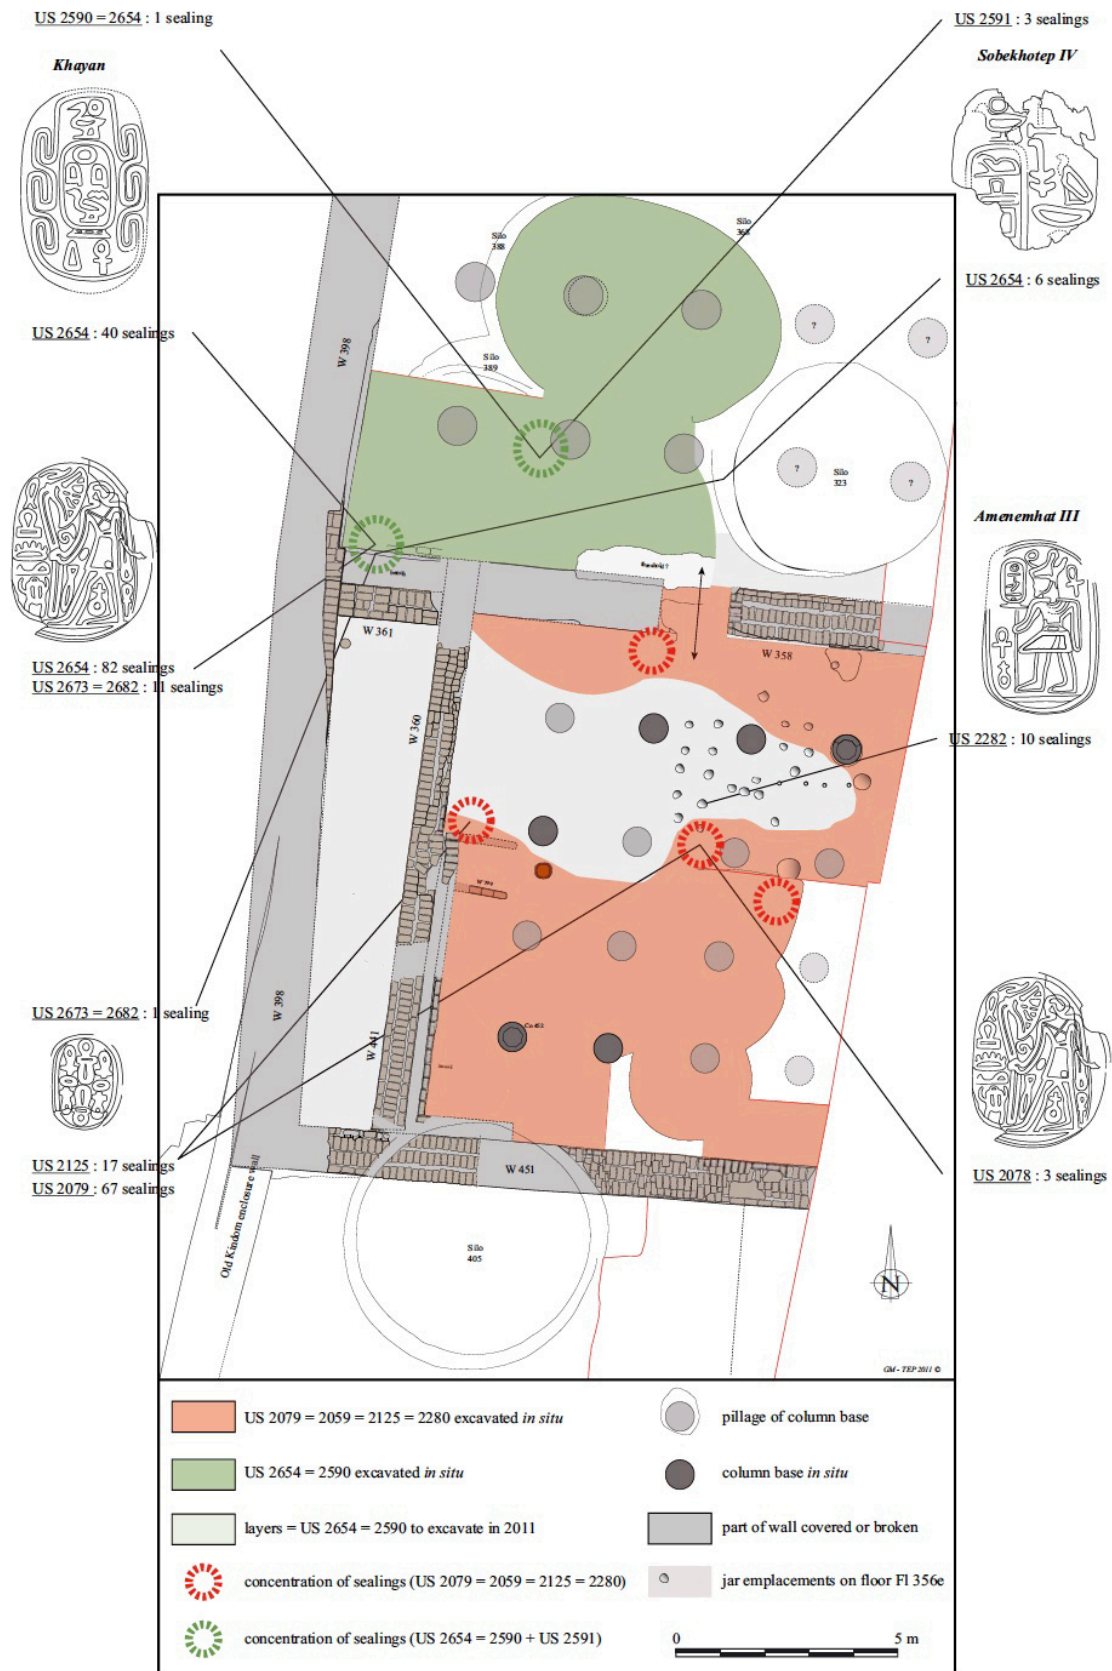 US 2590 = 2654 : 1 sealing
US 2591 : 3 sealings
Khayan
Sobekhotep IV
US 2654 : 6 sealings
US 2654 : 40 sealings
Silo
388
Silo
368
?
?
W 398
Silo
389
?
?
Silo
323
Amenemhat III
W 361
W 358
US 2654 : 82 sealings
US 2673 = 2682 : 11 sealings
W 360
US 2282 : 10 sealings
US 2673 = 2682 : 1 sealing
W 398
W 441
US 2125 : 17 sealings
US 2079 : 67 sealings
W 451
US 2078 : 3 sealings
Old Kindom enclosure wall
Silo
405
N
GM - TEP 2011 ©
US 2079 = 2059 = 2125 = 2280 excavated in situ
pillage of column base
US 2654 = 2590 excavated in situ
column base in situ
layers = US 2654 = 2590 to excavate in 2011
part of wall covered or broken
concentration of sealings (US 2079 = 2059 = 2125 = 2280)
jar emplacements on floor Fl 356e
concentration of sealings (US 2654 = 2590 + US 2591)
0
5 m